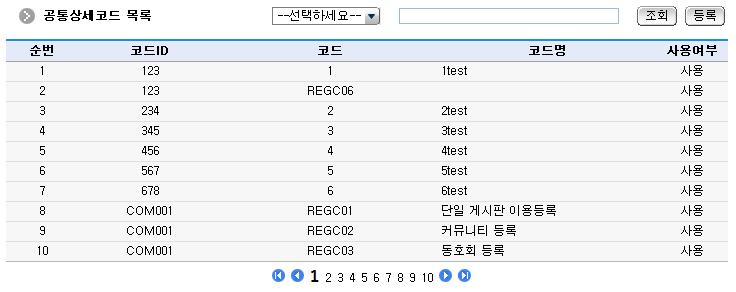 공통상세코드 목록 --선택하세요-- 조회 등록
순번 코드ID 코드 코드명 사용여부
1 123 1 1test 사용
2 123 REGC06 사용
3 234 2 2test 사용
4 345 3 3test 사용
5 456 4 4test 사용
6 567 5 5test 사용
7 678 6 6test 사용
8 COM001 REGC01 단일 게시판 이용등록 사용
9 COM001 REGC02 커뮤니티 등록 사용
10 COM001 REGC03 동호회 등록 사용
1 2 3 4 5 6 7 8 9 10